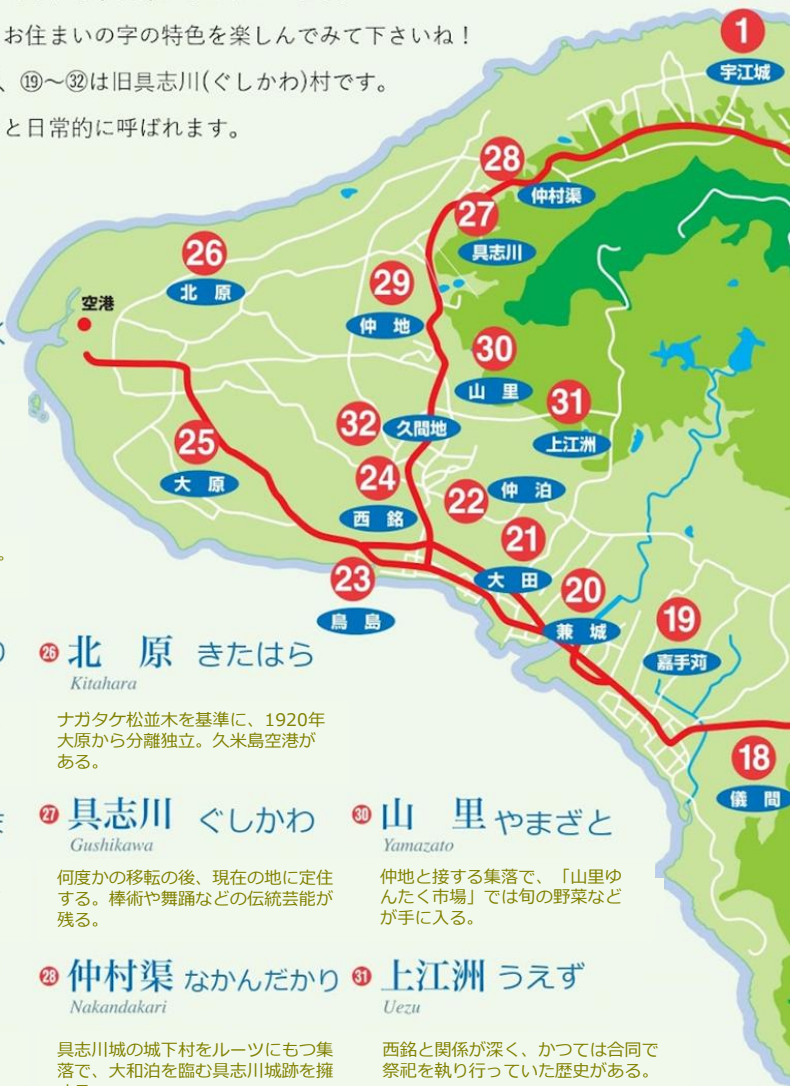 お住まいの字の特色を楽しんでみて下さいね！
、⑲〜㉜は旧具志川(ぐしかわ)村です。
と日常的に呼ばれます。
1
宇江城
28
仲村渠
27
具志川
26
北 原
29
仲 地
空港
30
山 里
31
上江洲
32
久間地
25
大 原
24
西 銘
22
仲 泊
21
大 田
23
鳥 島
20
兼 城
19
嘉手苅
18
儀 間
㉖ 北 原 きたはら
Kitahara
ナガタケ松並木を基準に、1920年
大原から分離独立。久米島空港が
ある。
㉗ 具志川 ぐしかわ
Gushikawa
何度かの移転の後、現在の地に定住
する。棒術や舞踊などの伝統芸能が
残る。
㉚ 山 里 やまざと
Yamazato
仲地と接する集落で、「山里ゆ
んたく市場」では旬の野菜など
が手に入る。
㉘ 仲村渠 なかんだかり
Nakandakari
具志川城の城下村をルーツにもつ集
落で、大和泊を臨む具志川城跡を擁
㉛ 上江洲 うえず
Uezu
西銘と関係が深く、かつては合同で
祭祀を執り行っていた歴史がある。